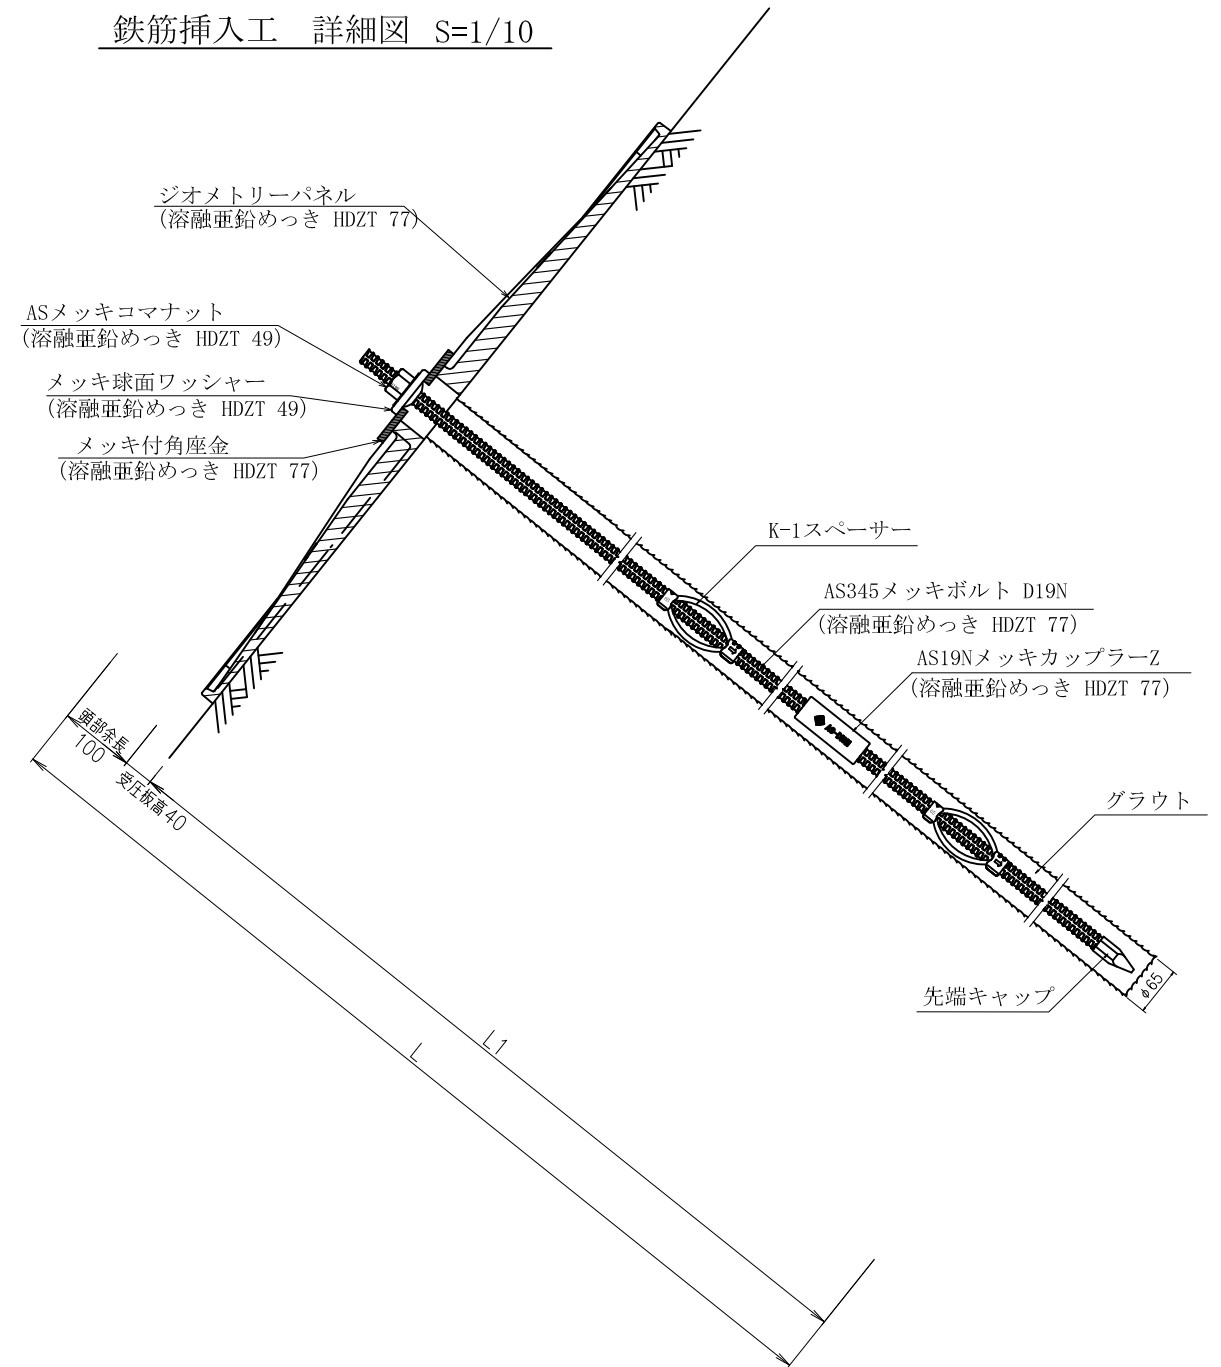 鉄筋挿入工　詳細図 S=1/10
ジオメトリーパネル
(溶融亜鉛めっき HDZT 77)
ASメッキコマナット
(溶融亜鉛めっき HDZT 49)
メッキ球面ワッシャー
(溶融亜鉛めっき HDZT 49)
メッキ付角座金
(溶融亜鉛めっき HDZT 77)
K-1スペーサー
AS345メッキボルト D19N
(溶融亜鉛めっき HDZT 77)
AS19NメッキカップラーZ
(溶融亜鉛めっき HDZT 77)
グラウト
先端キャップ
φ65
頭部余長
100
受圧板高40
L1
L